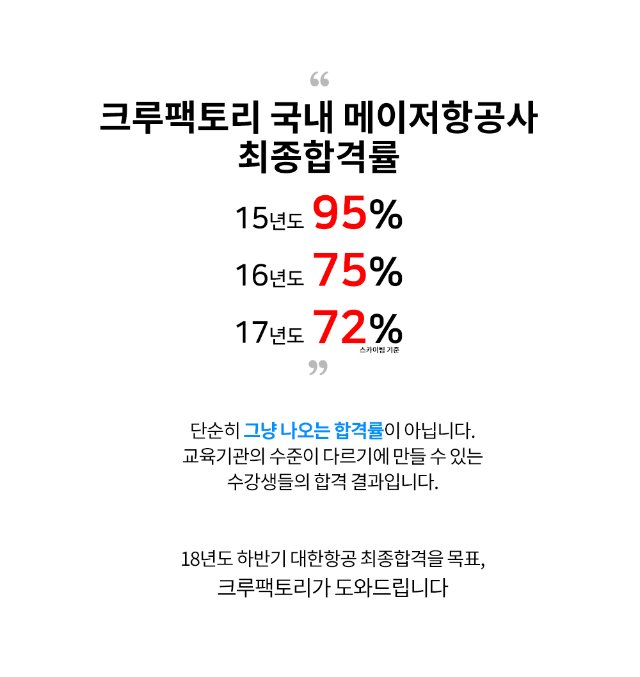 “
크루팩토리 국내 메이저항공사
최종합격률
15년도 95%
16년도 75%
17년도 72%
스카이팀 기준
”
단순히 그냥 나오는 합격률이 아닙니다.
교육기관의 수준이 다르기에 만들 수 있는
수강생들의 합격 결과입니다.
18년도 하반기 대한항공 최종합격을 목표,
크루팩토리가 도와드립니다